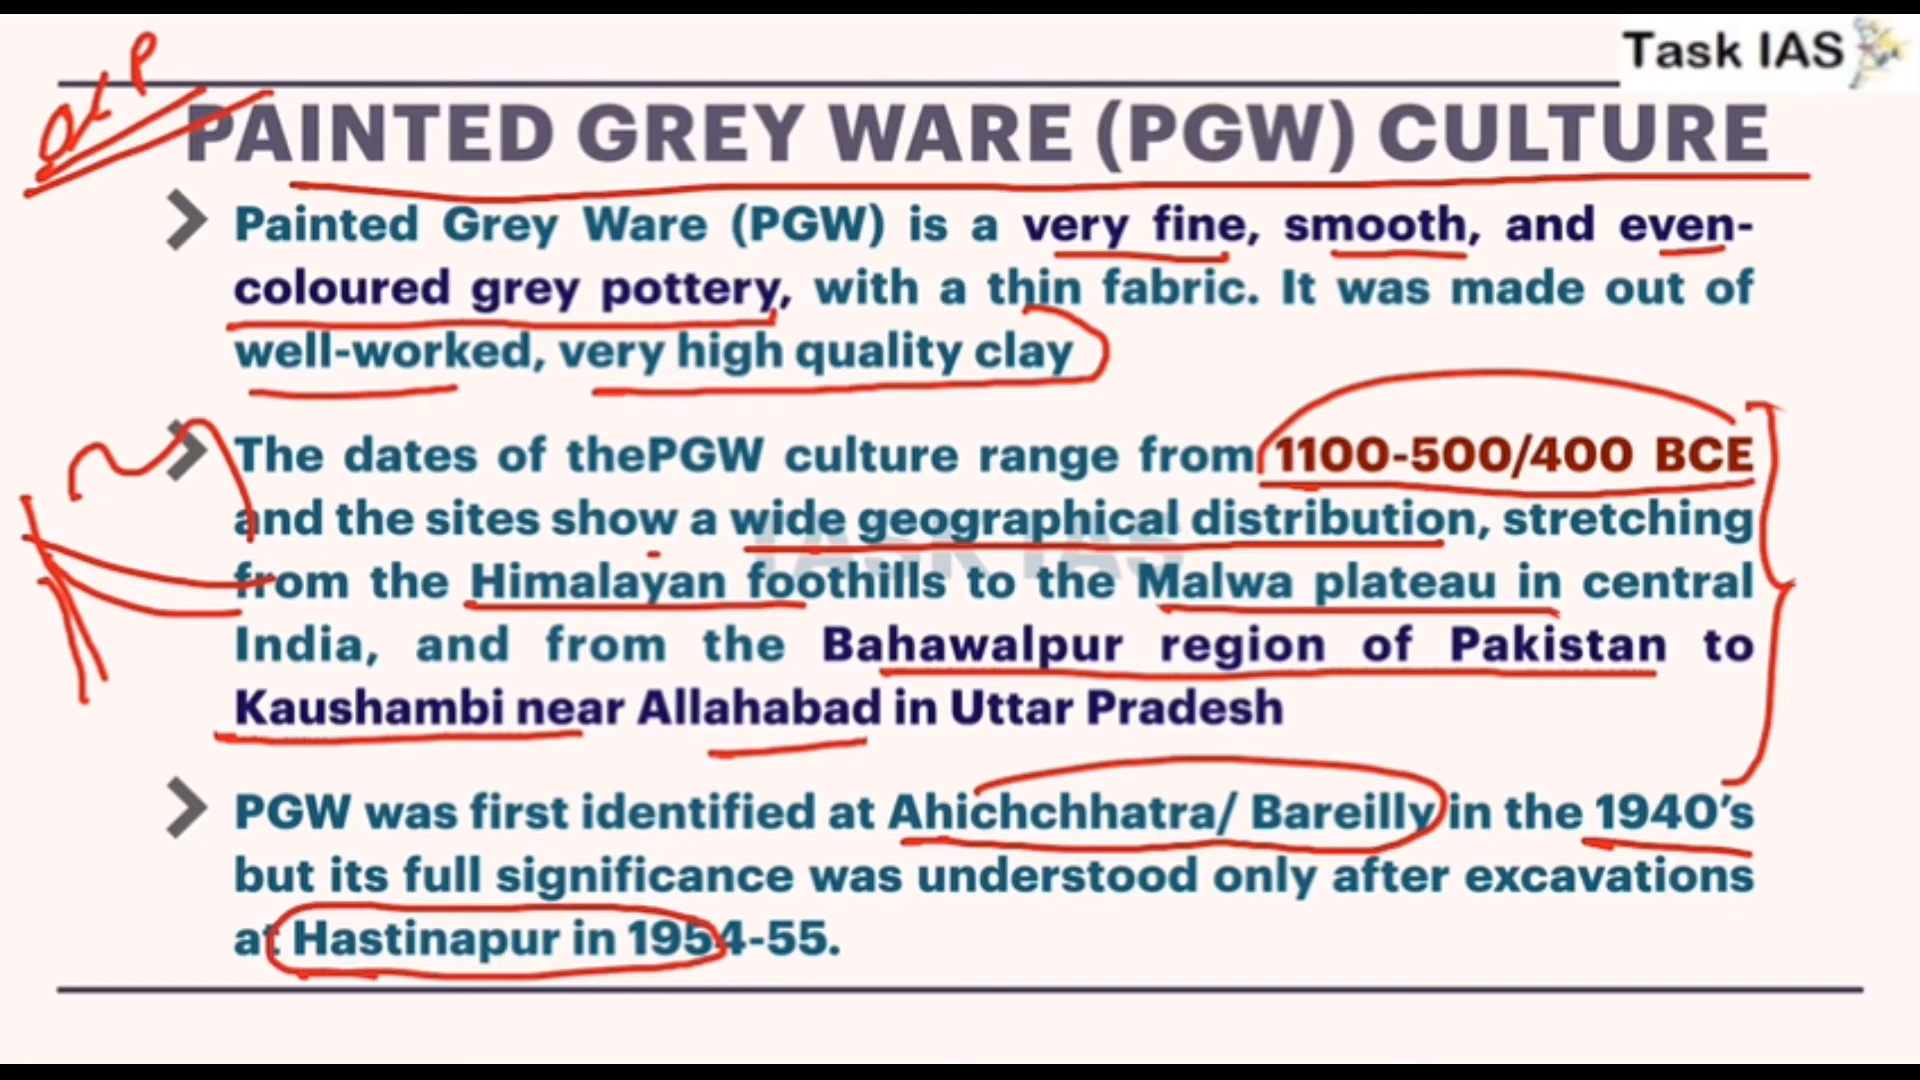 Task IAS
PAINTED GREY WARE (PGW) CULTURE
Painted Grey Ware (PGW) is a very fine, smooth, and even-
coloured grey pottery, with a thin fabric. It was made out of
well-worked, very high quality clay
The dates of thePGW culture range from 1100-500/400 BCE
and the sites show a wide geographical distribution, stretching
TASK IAS
from the Himalayan foothills to the Malwa plateau in central
India, and from the Bahawalpur region of Pakistan to
Kaushambi near Allahabad in Uttar Pradesh
PGW was first identified at Ahichchhatra/ Bareilly in the 1940's
but its full significance was understood only after excavations
at Hastinapur in 1954-55.